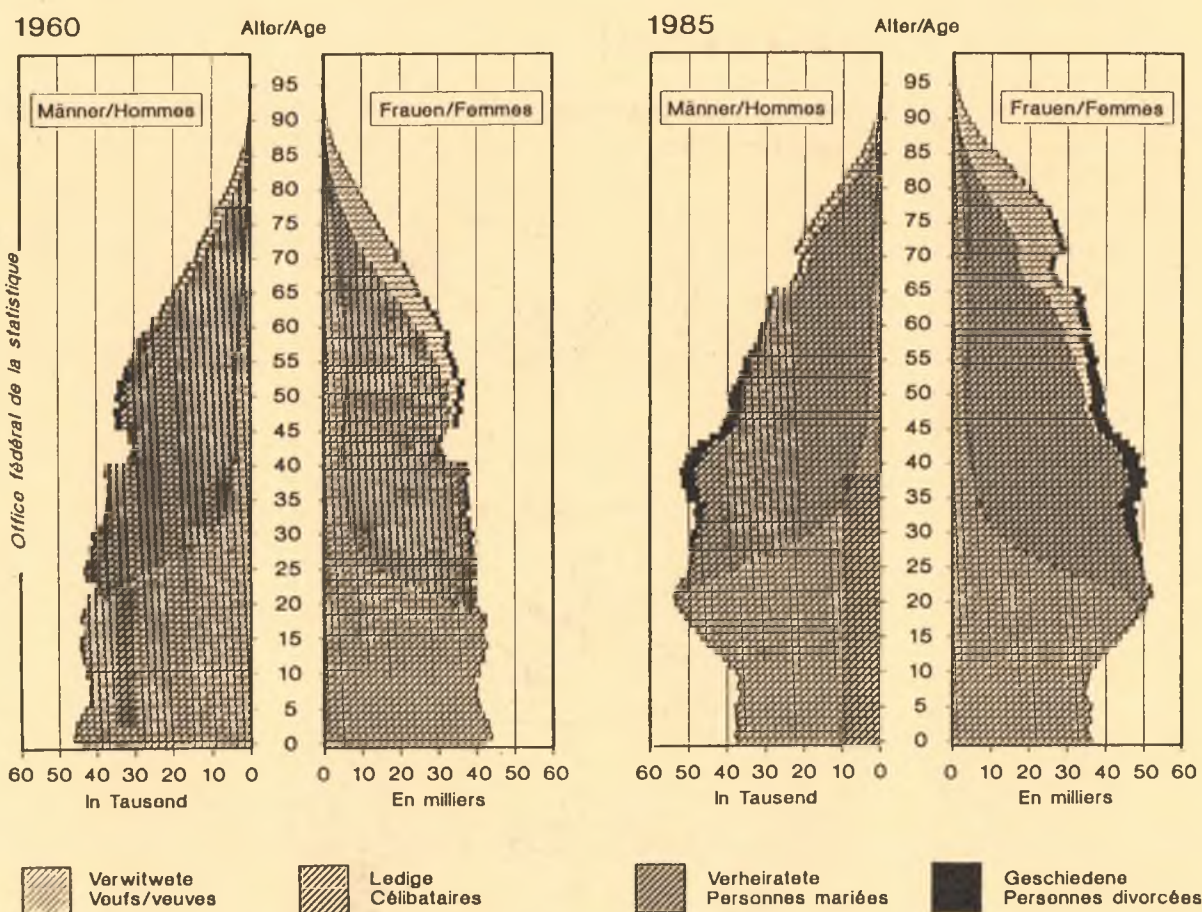 1960
Alter/Age
1985
Alter/Age
Männer/Hommes
Frauen/Femmes
Männer/Hommes
Frauen/Femmes
95
90
85
80
75
70
65
60
55
50
45
40
35
30
25
20
15
10
5
0
95
90
85
80
75
70
65
60
55
50
45
40
35
30
25
20
15
10
5
0
Office fédéral de la statistique
60 50 40 30 20 10 0
0 10 20 30 40 50 60
60 50 40 30 20 10 0
0 10 20 30 40 50 60
In Tausend
En milliers
In Tausend
En milliers
Verwitwete
Veufs/veuves
Ledige
Célibataires
Verheiratete
Personnes mariées
Geschiedene
Personnes divorcées